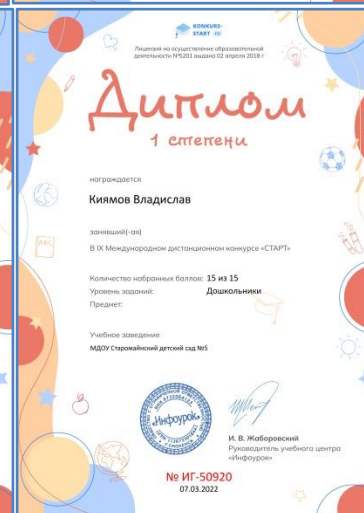 KONKURS-
START РФ
Лицензия на осуществление образовательной
деятельности №5201 выдана 02 апреля 2018 г
Диплом
1 степени
награждается
Киямов Владислав
занявший(-ая)
В IX Международном дистанционном конкурсе «СТАРТ»
Количество набранных баллов: 15 из 15
Уровень заданий: Дошкольники
Предмет:
ABC
Учебное заведение
МДОУ Старомайнский детский сад №5
«Инфоурок»
И. В. Жаборовский
Руководитель учебного центра
«Инфоурок»
№ ИГ-50920
07.03.2022